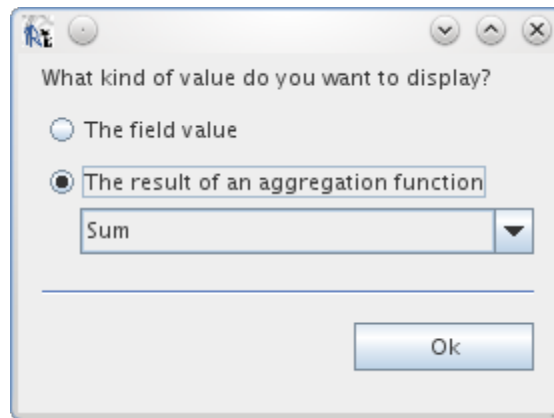 What kind of value do you want to display?
The field value
The result of an aggregation function
Sum
Ok